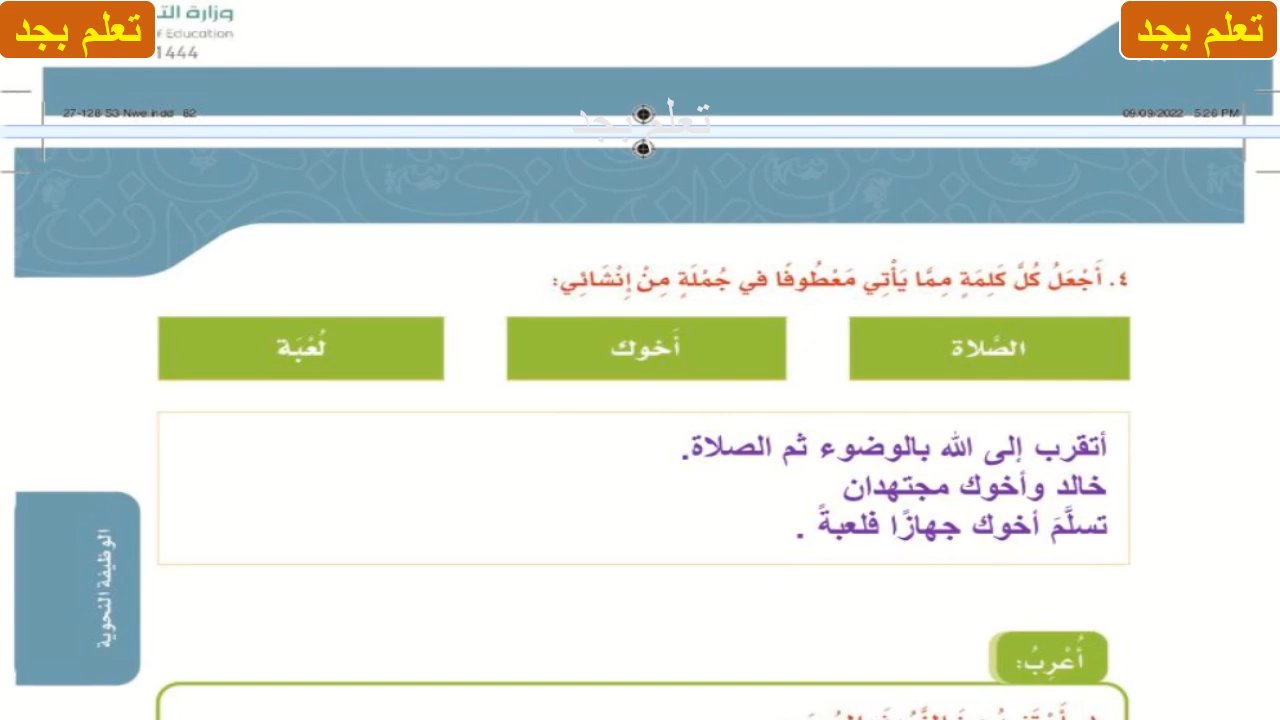 تعلم بجد
تعلم بجد
وزارة
f Education
1444
27-128 S3 Nwe.indd 82
09/09/2022 5:26 PM
تعلم بجد
٤. أَجْعَلُ كُلَّ كَلِمَةٍ مِمَّا يَأْتِي مَعْطُوفًا في جُمْلَةٍ مِنْ إِنْشَائِي:
الصَّلاة
أَخوك
لُعْبَة
أتقرب إلى الله بالوضوء ثم الصلاة.
خالد وأخوك مجتهدان
تسلَّمَ أخوك جهازًا فلعبةً .
الوظيفة النحوية
أُعْرِبُ: